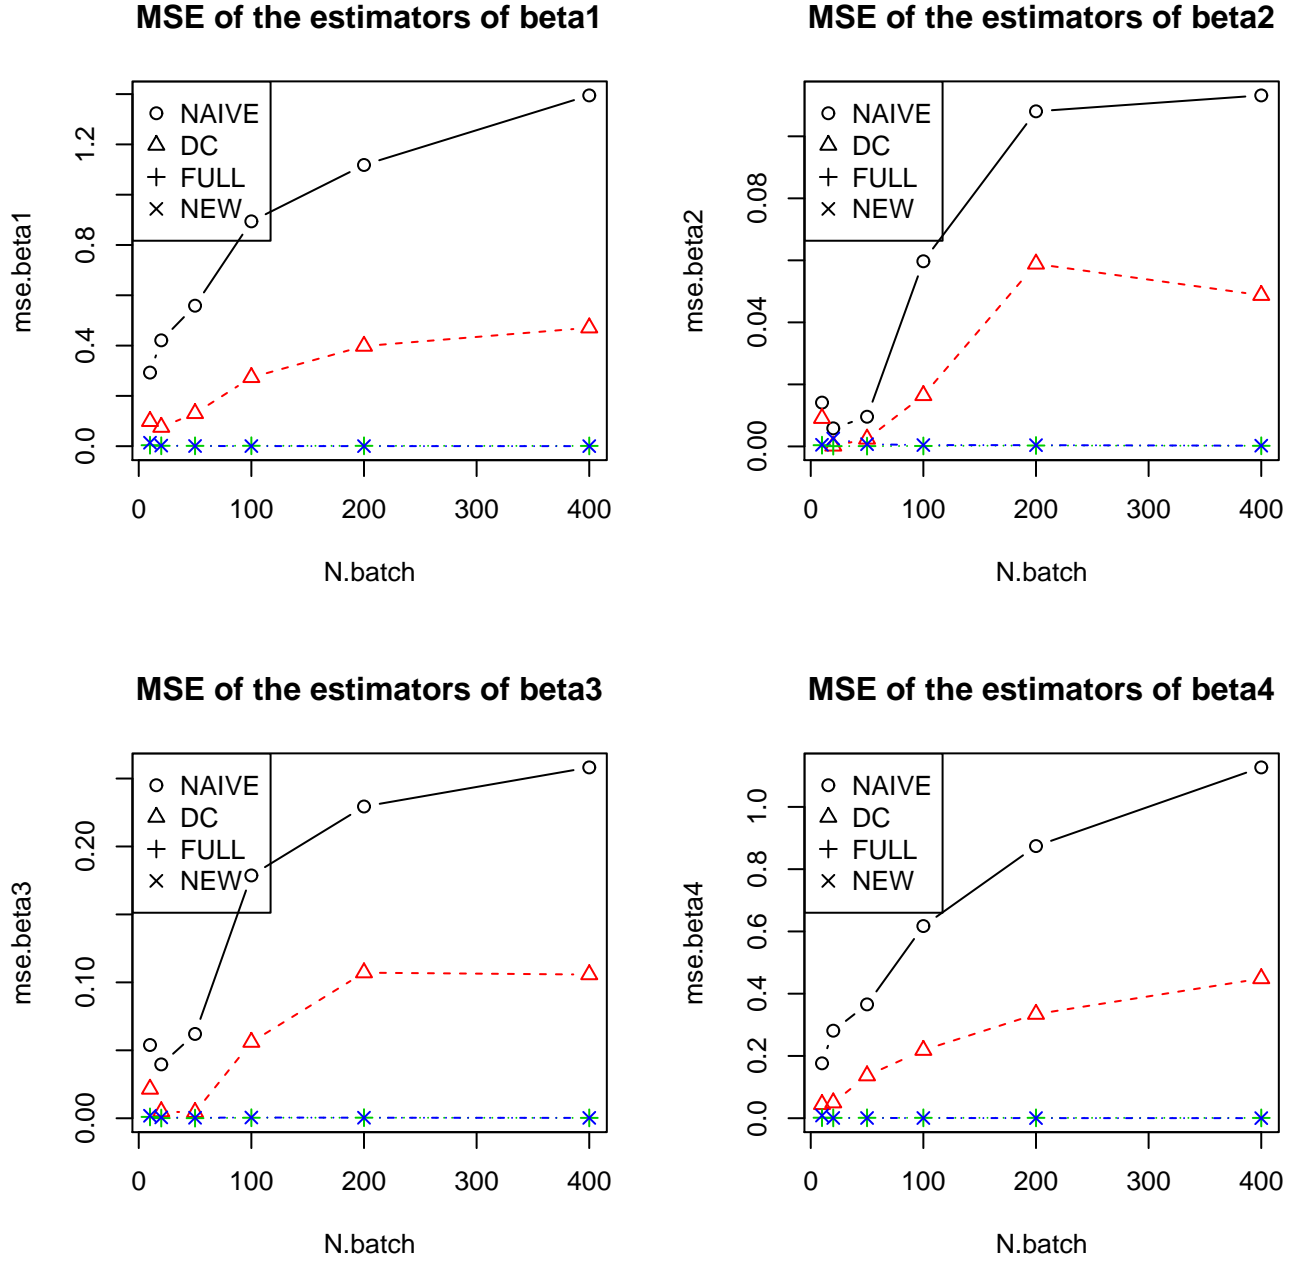 MSE of the estimators of beta1
mse.beta1
0.0 0.4 0.8 1.2
NAIVE
DC
FULL
NEW
0 100 200 300 400
N.batch
MSE of the estimators of beta2
mse.beta2
0.00 0.04 0.08
NAIVE
DC
FULL
NEW
0 100 200 300 400
N.batch
MSE of the estimators of beta3
mse.beta3
0.00 0.10 0.20
NAIVE
DC
FULL
NEW
0 100 200 300 400
N.batch
MSE of the estimators of beta4
mse.beta4
0.0 0.2 0.4 0.6 0.8 1.0
NAIVE
DC
FULL
NEW
0 100 200 300 400
N.batch